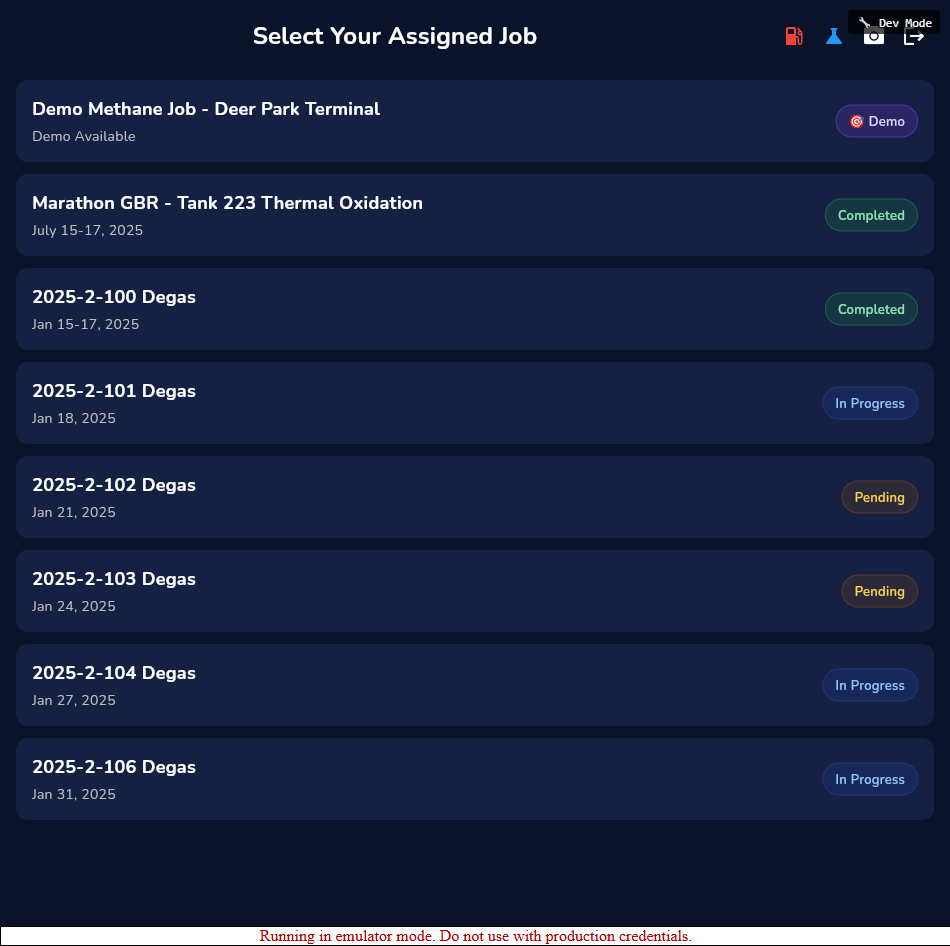 Select Your Assigned Job
Dev Mode
Demo Methane Job - Deer Park Terminal
Demo Available
Demo
Marathon GBR - Tank 223 Thermal Oxidation
July 15-17, 2025
Completed
2025-2-100 Degas
Jan 15-17, 2025
Completed
2025-2-101 Degas
Jan 18, 2025
In Progress
2025-2-102 Degas
Jan 21, 2025
Pending
2025-2-103 Degas
Jan 24, 2025
Pending
2025-2-104 Degas
Jan 27, 2025
In Progress
2025-2-106 Degas
Jan 31, 2025
In Progress
Running in emulator mode. Do not use with production credentials.